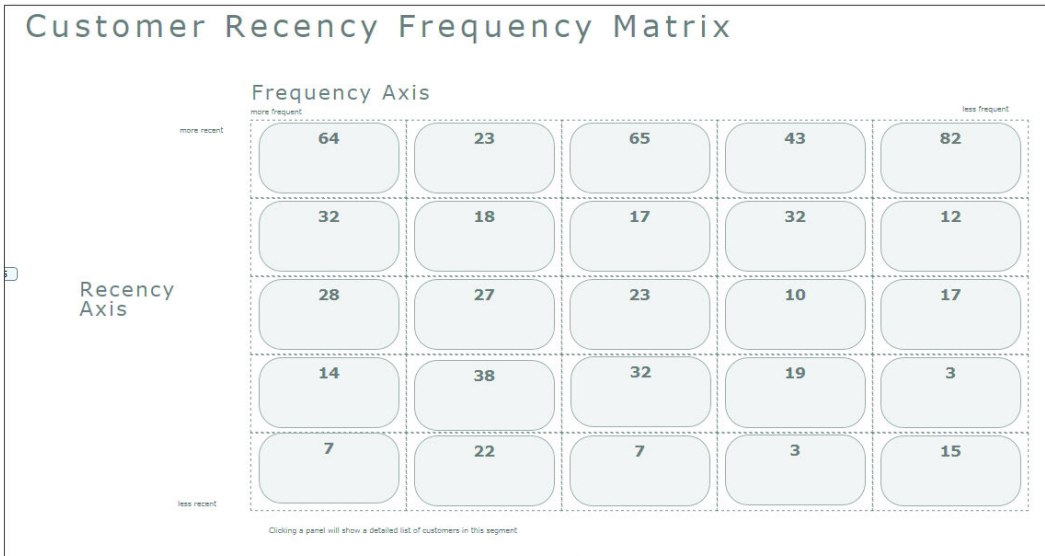 Customer Recency Frequency Matrix
Frequency Axis
more frequent
less frequent
more recent
64 23 65 43 82
32 18 17 32 12
Recency
Axis
28 27 23 10 17
14 38 32 19 3
7 22 7 3 15
less recent
Clicking a panel will show a detailed list of customers in this segment